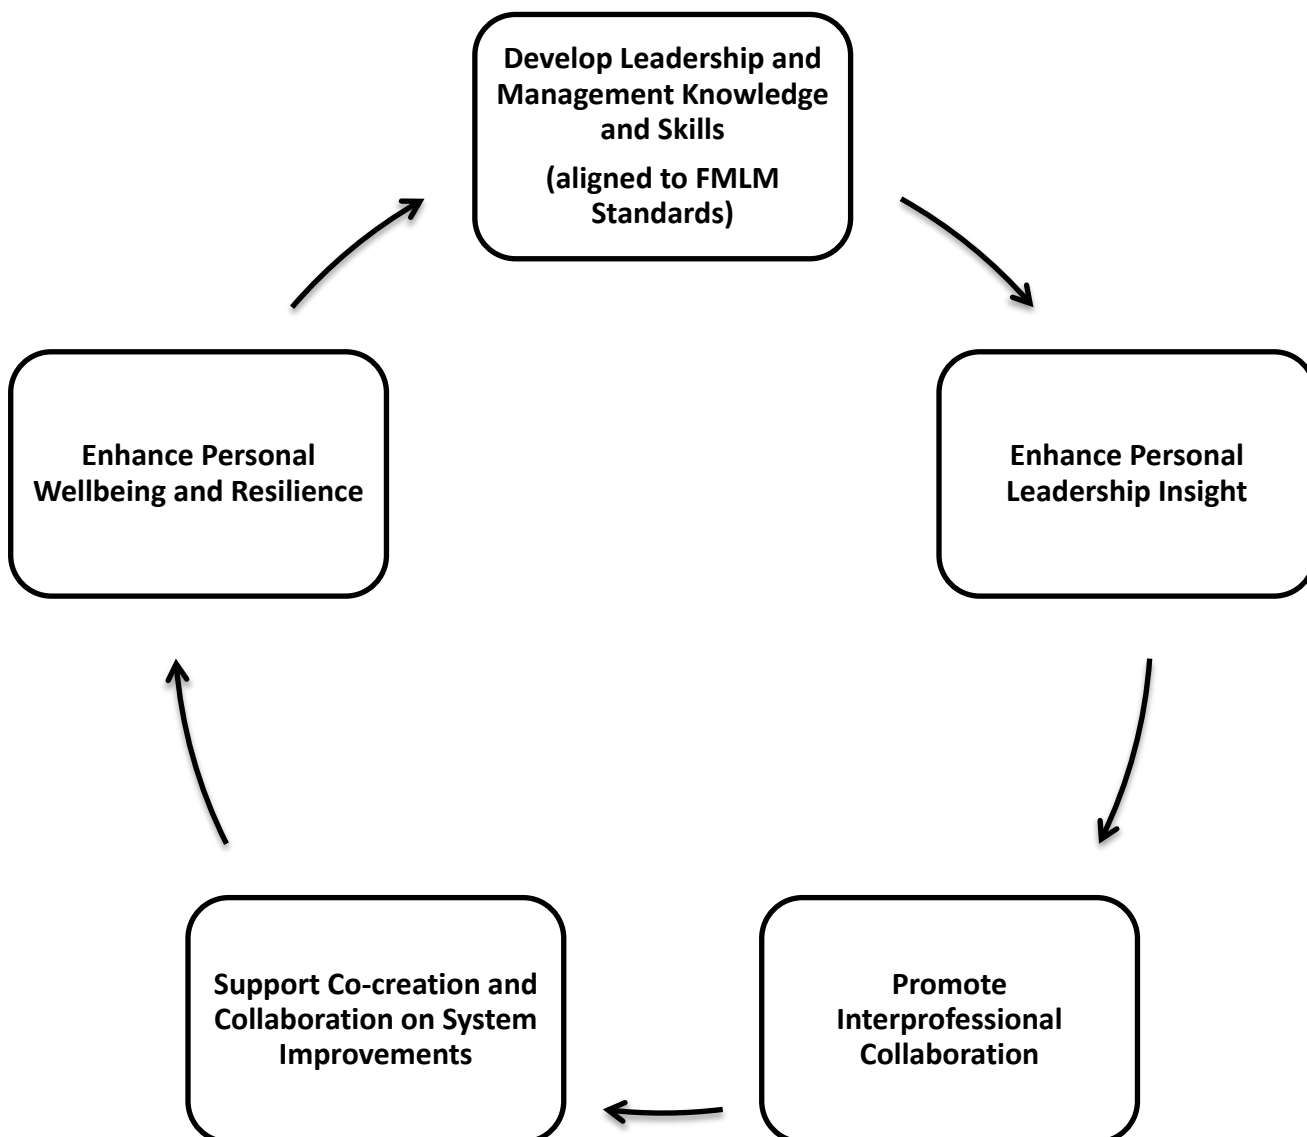 Develop Leadership and
Management Knowledge
and Skills
(aligned to FMLM
Standards)
Enhance Personal
Leadership Insight
Promote
Interprofessional
Collaboration
Support Co-creation and
Collaboration on System
Improvements
Enhance Personal
Wellbeing and Resilience